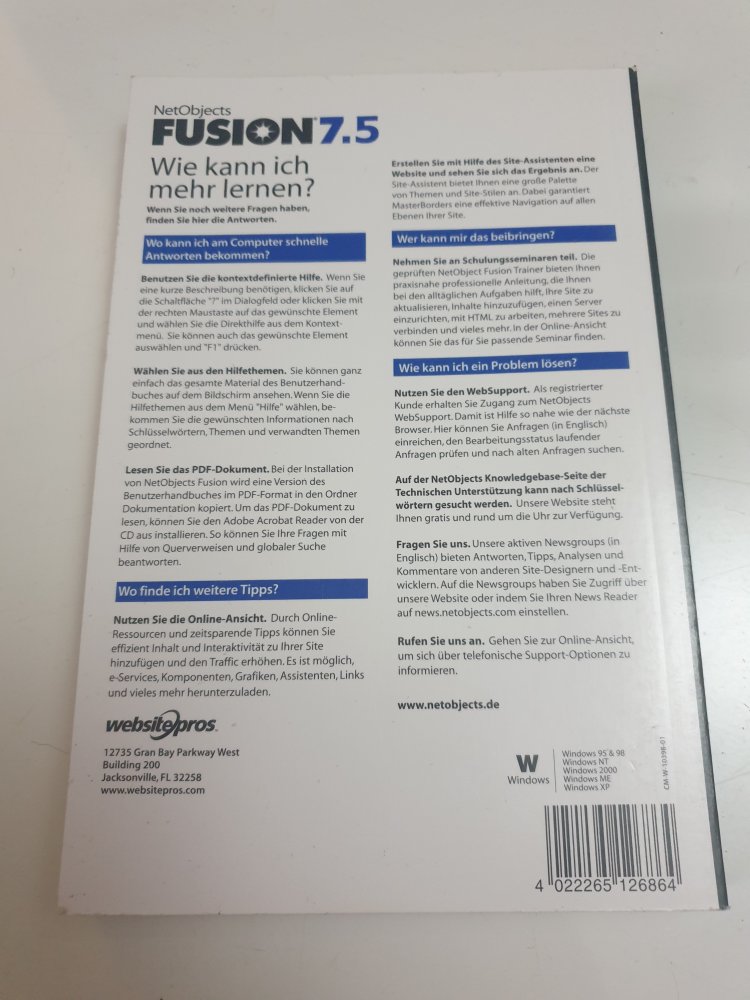 NetObjects
FUSION® 7.5
Wie kann ich
mehr lernen?
Wenn Sie noch weitere Fragen haben,
finden Sie hier die Antworten.
Wo kann ich am Computer schnelle
Antworten bekommen?
Benutzen Sie die kontextdefinierte Hilfe. Wenn Sie
eine kurze Beschreibung benötigen, klicken Sie auf
die Schaltfläche "?" im Dialogfeld oder klicken Sie mit
der rechten Maustaste auf das gewünschte Element
und wählen Sie die Direkthilfe aus dem Kontext-
menü. Sie können auch das gewünschte Element
auswählen und "F1" drücken.
Wählen Sie aus den Hilfethemen. Sie können ganz
einfach das gesamte Material des Benutzerhand-
buches auf dem Bildschirm ansehen. Wenn Sie die
Hilfethemen aus dem Menü "Hilfe" wählen, be-
kommen Sie die gewünschten Informationen nach
Schlüsselwörtern, Themen und verwandten Themen
geordnet.
Lesen Sie das PDF-Dokument. Bei der Installation
von NetObjects Fusion wird eine Version des
Benutzerhandbuches im PDF-Format in den Ordner
Dokumentation kopiert. Um das PDF-Dokument zu
lesen, können Sie den Adobe Acrobat Reader von der
CD aus installieren. So können Sie Ihre Fragen mit
Hilfe von Querverweisen und globaler Suche
beantworten.
Wo finde ich weitere Tipps?
Nutzen Sie die Online-Ansicht. Durch Online-
Ressourcen und zeitsparende Tipps können Sie
effizient Inhalt und Interaktivität zu Ihrer Site
hinzufügen und den Traffic erhöhen. Es ist möglich,
e-Services, Komponenten, Grafiken, Assistenten, Links
und vieles mehr herunterzuladen.
websitepros
12735 Gran Bay Parkway West
Building 200
Jacksonville, FL 32258
www.websitepros.com
Erstellen Sie mit Hilfe des Site-Assistenten eine
Website und sehen Sie sich das Ergebnis an. Der
Site-Assistent bietet Ihnen eine große Palette
von Themen und Site-Stilen an. Dabei garantiert
MasterBorders eine effektive Navigation auf allen
Ebenen Ihrer Site.
Wer kann mir das beibringen?
Nehmen Sie an Schulungsseminaren teil. Die
geprüften NetObject Fusion Trainer bieten Ihnen
praxisnahe professionelle Anleitung, die Ihnen
bei den alltäglichen Aufgaben hilft, Ihre Site zu
aktualisieren, Inhalte hinzuzufügen, einen Server
einzurichten, mit HTML zu arbeiten, mehrere Sites zu
verbinden und vieles mehr. In der Online-Ansicht
können Sie das für Sie passende Seminar finden.
Wie kann ich ein Problem lösen?
Nutzen Sie den WebSupport. Als registrierter
Kunde erhalten Sie Zugang zum NetObjects
WebSupport. Damit ist Hilfe so nahe wie der nächste
Browser. Hier können Sie Anfragen (in Englisch)
einreichen, den Bearbeitungsstatus laufender
Anfragen prüfen und nach alten Anfragen suchen.
Auf der NetObjects Knowledgebase-Seite der
Technischen Unterstützung kann nach Schlüssel-
wörtern gesucht werden. Unsere Website steht
Ihnen gratis und rund um die Uhr zur Verfügung.
Fragen Sie uns. Unsere aktiven Newsgroups (in
Englisch) bieten Antworten, Tipps, Analysen und
Kommentare von anderen Site-Designern und -Ent-
wicklern. Auf die Newsgroups haben Sie Zugriff über
unsere Website oder indem Sie Ihren News Reader
auf news.netobjects.com einstellen.
Rufen Sie uns an. Gehen Sie zur Online-Ansicht,
um sich über telefonische Support-Optionen zu
informieren.
www.netobjects.de
W
Windows
Windows 95 & 98
Windows NT
Windows 2000
Windows ME
Windows XP
CM-W-1039B-01
4 022265 126864